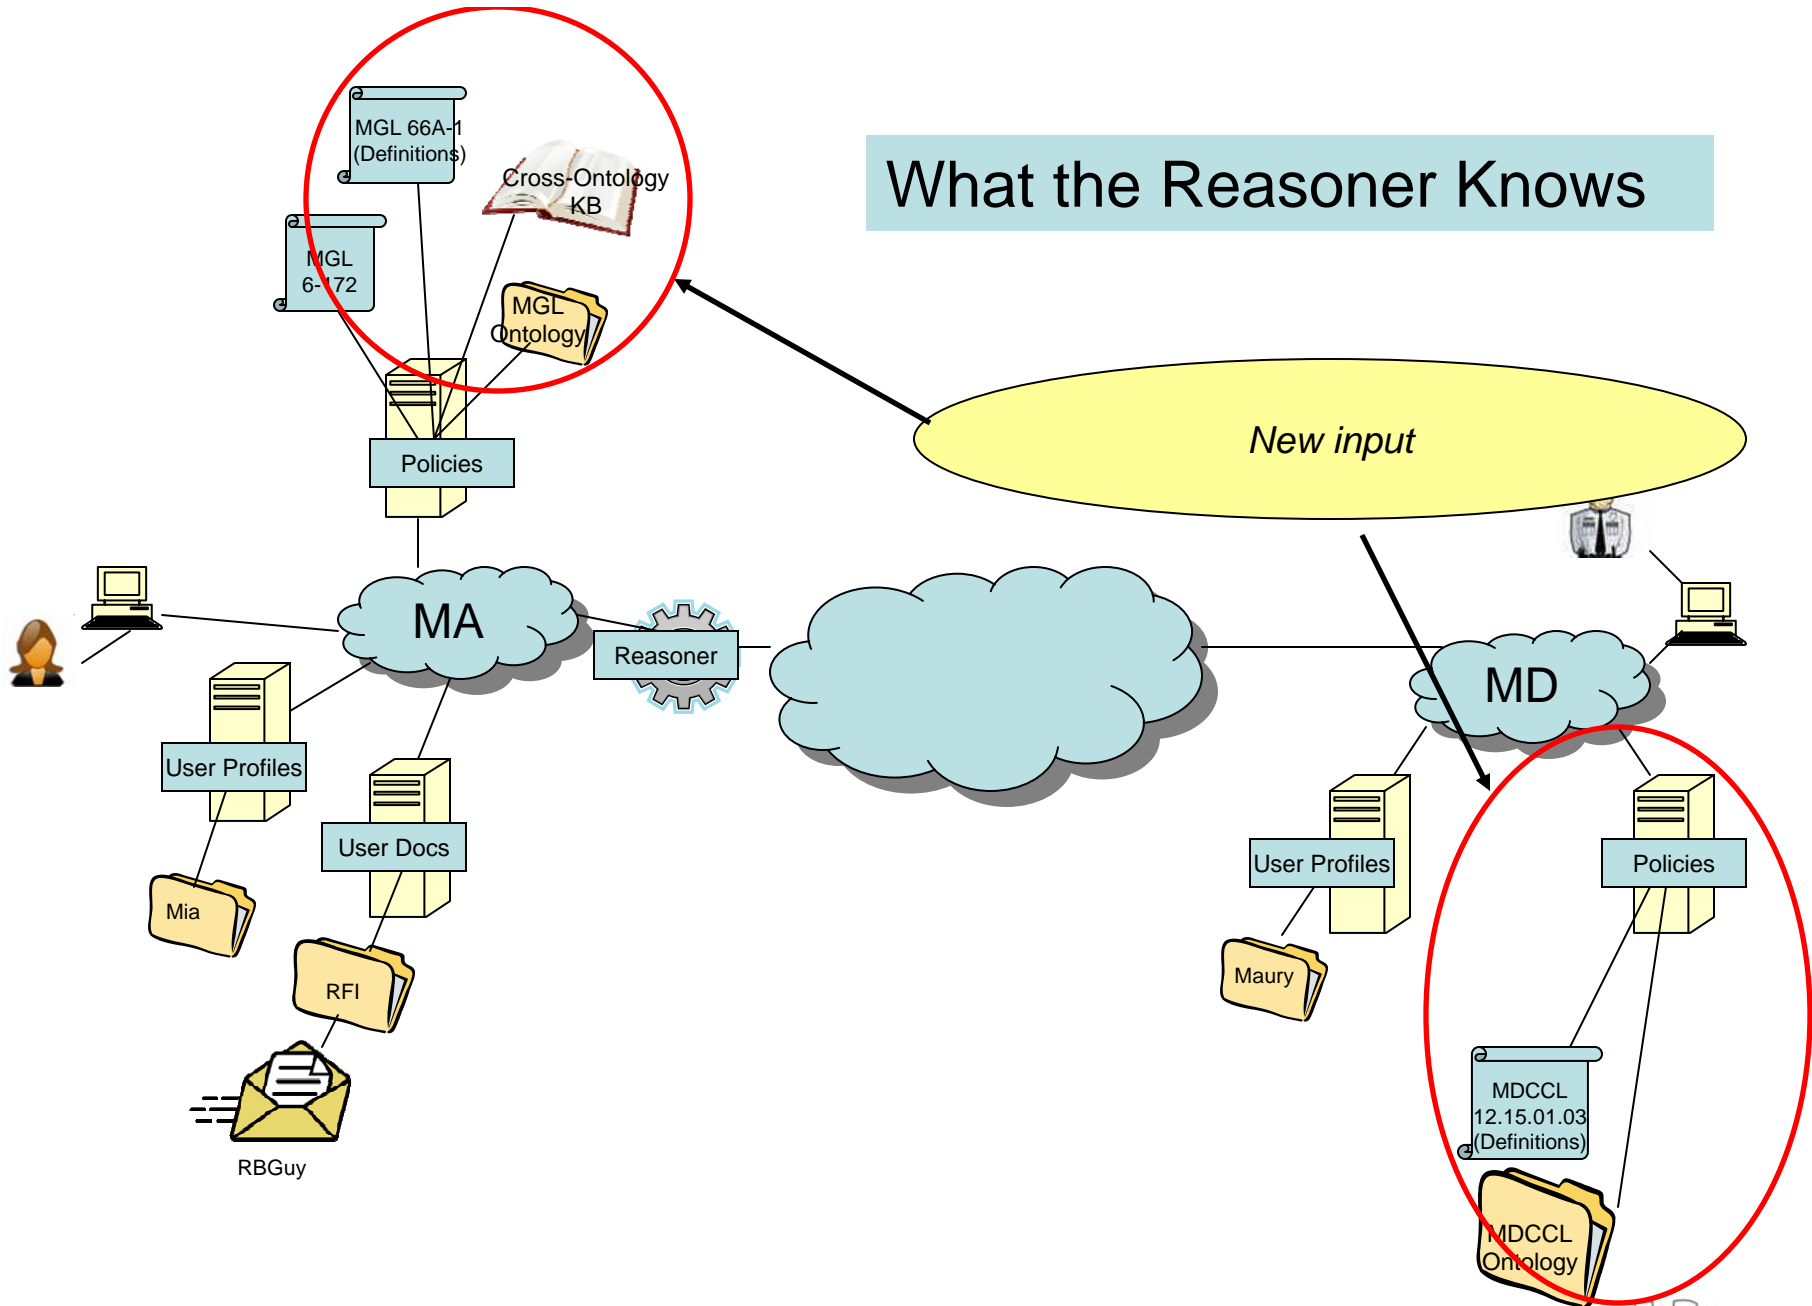 What the Reasoner Knows
MGL 66A-1
(Definitions)
Cross-Ontology
KB
MGL
6-172
MGL
Ontology
Policies
New input
MA
Reasoner
MD
User Profiles
User Docs
Mia
RFI
RBGuy
User Profiles
Policies
Maury
MDCCL
12.15.01.03
(Definitions)
MDCCL
Ontology